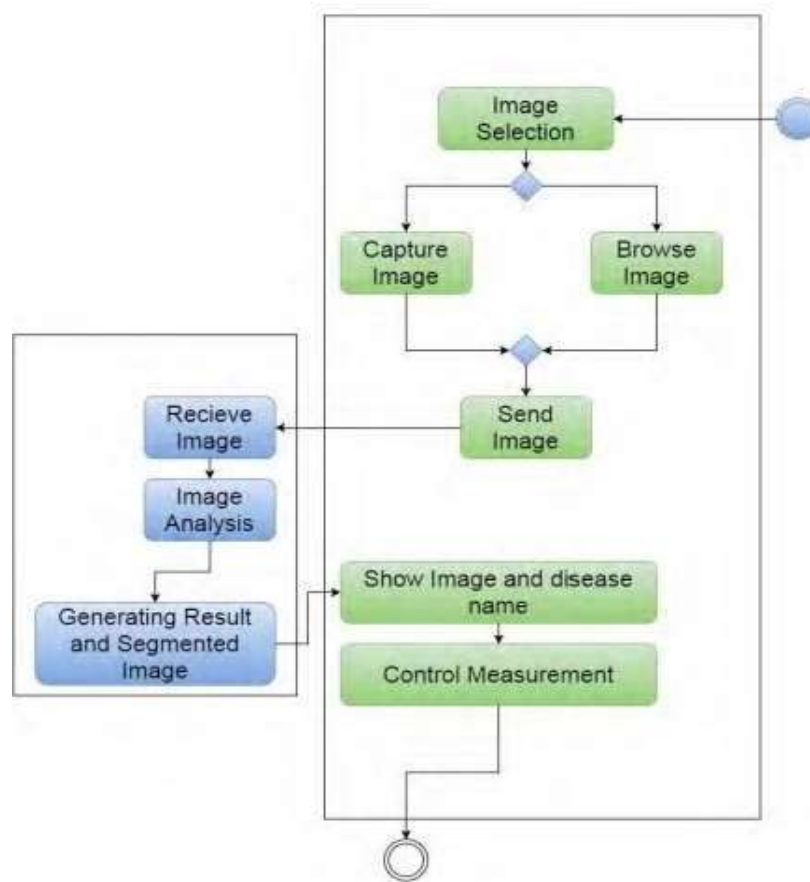 Image
Selection
Capture
Image
Browse
Image
Send
Image
Recieve
Image
Image
Analysis
Generating Result
and Segmented
Image
Show Image and disease
name
Control Measurement